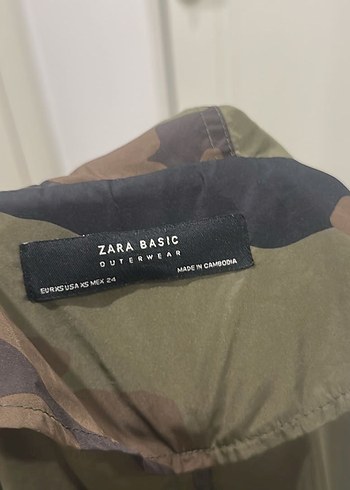 ZARA BASIC
OUTERWEAR
MADE IN CAMBODIA
EUR XS USA XS MEX 24